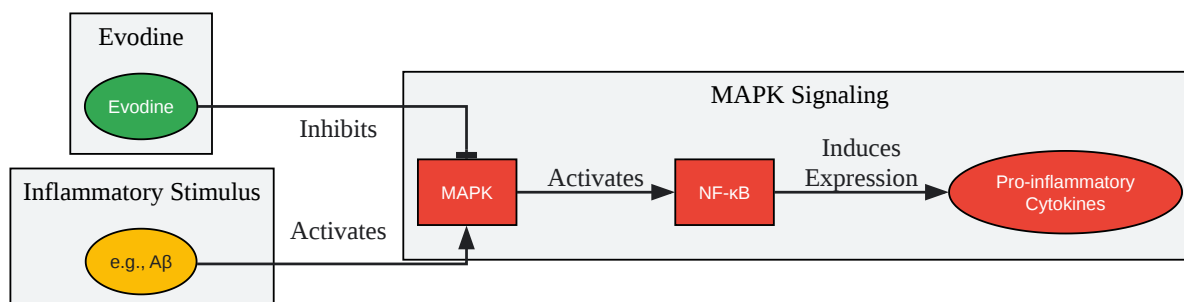 Evodine
Evodine
Inhibits
Inflammatory Stimulus
e.g., Aβ
Activates
MAPK Signaling
MAPK
Activates
NF-κB
Induces
Expression
Pro-inflammatory
Cytokines